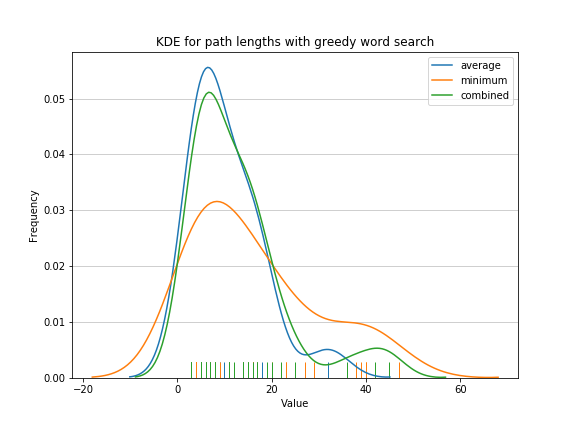 KDE for path lengths with greedy word search
average
minimum
combined
Frequency
0.05
0.04
0.03
0.02
0.01
0.00
−20
0
20
40
60
Value